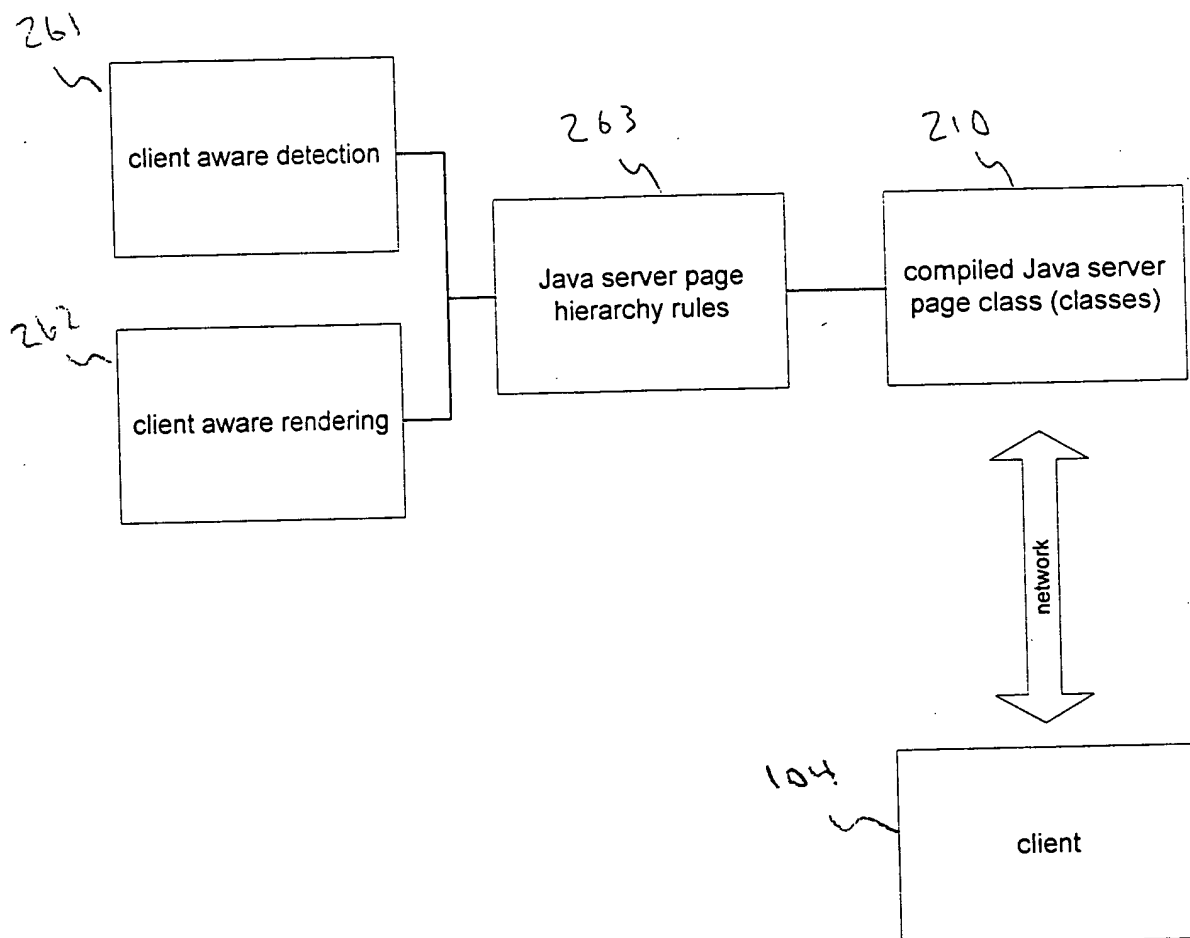 261
client aware detection
263
Java server page
hierarchy rules
210
compiled Java server
page class (classes)
262
client aware rendering
network
104
client